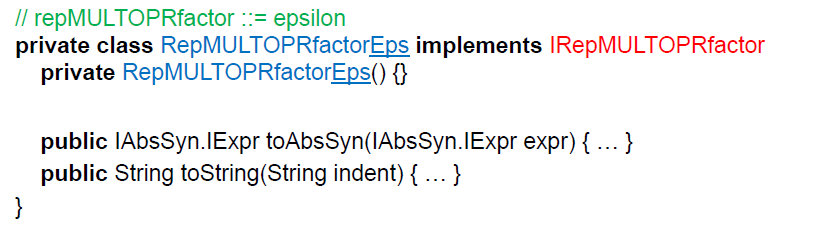 // repMULTOPRfactor ::= epsilon
private class RepMULTOPRfactorEps implements IRepMULTOPRfactor
private RepMULTOPRfactorEps() {}
public IAbsSyn.IExpr toAbsSyn(IAbsSyn.IExpr expr) { … }
public String toString(String indent) { … }
}